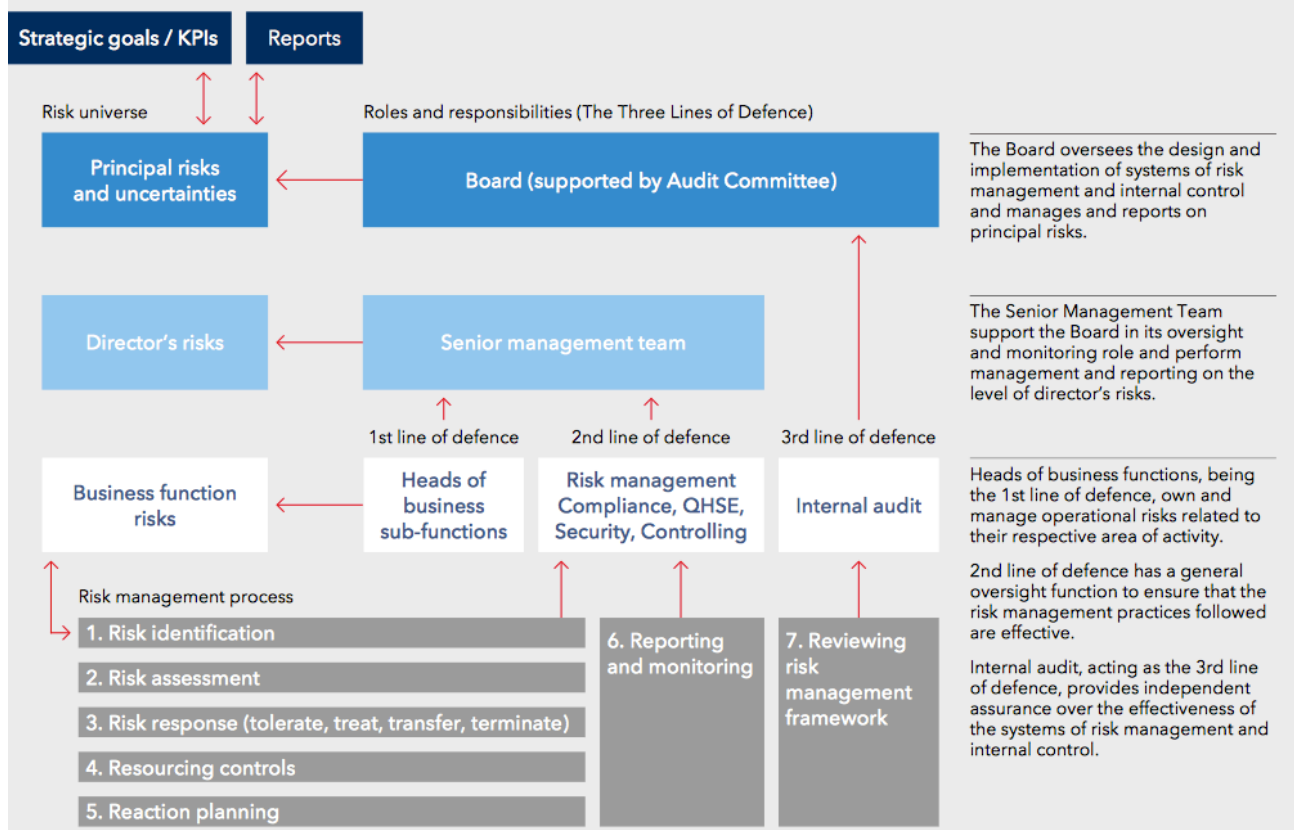 Strategic goals / KPIs
Reports
Risk universe
Roles and responsibilities (The Three Lines of Defence)
Principal risks
and uncertainties
Board (supported by Audit Committee)
The Board oversees the design and
implementation of systems of risk
management and internal control
and manages and reports on
principal risks.
Director's risks
Senior management team
The Senior Management Team
support the Board in its oversight
and monitoring role and perform
management and reporting on the
level of director's risks.
1st line of defence
2nd line of defence
3rd line of defence
Business function
risks
Heads of
business
sub-functions
Risk management
Compliance, QHSE,
Security, Controlling
Internal audit
Heads of business functions, being
the 1st line of defence, own and
manage operational risks related to
their respective area of activity.
2nd line of defence has a general
oversight function to ensure that the
risk management practices followed
are effective.
Internal audit, acting as the 3rd line
of defence, provides independent
assurance over the effectiveness of
the systems of risk management and
internal control.
Risk management process
1. Risk identification
2. Risk assessment
3. Risk response (tolerate, treat, transfer, terminate)
4. Resourcing controls
5. Reaction planning
6. Reporting
and monitoring
7. Reviewing
risk
management
framework